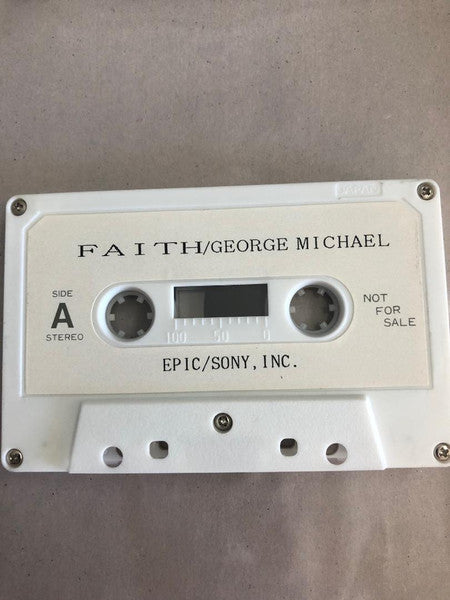 JAPAN
FAITH/GEORGE MICHAEL
SIDE
A
STEREO
NOT
FOR
SALE
100 50 0
EPIC/SONY, INC.